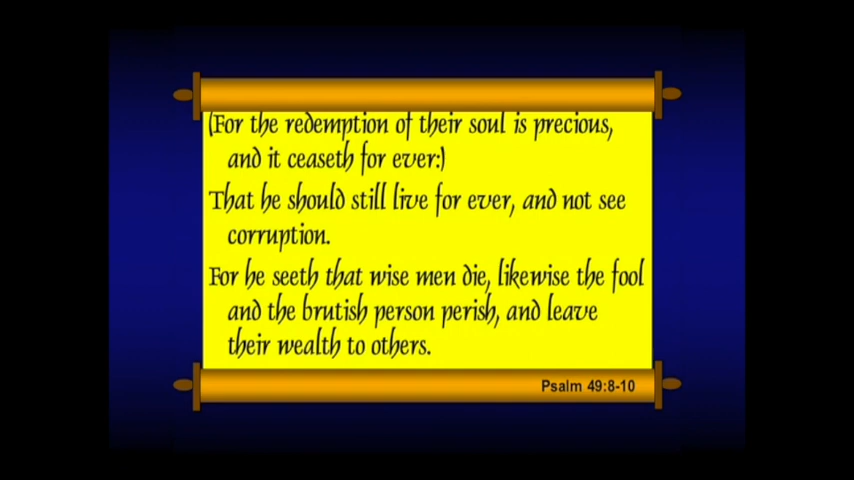 (For the redemption of their soul is precious,
and it ceaseth for ever:)
That he should still live for ever, and not see
corruption.
For he seeth that wise men die, likewise the fool
and the brutish person perish, and leave
their wealth to others.
Psalm 49:8-10